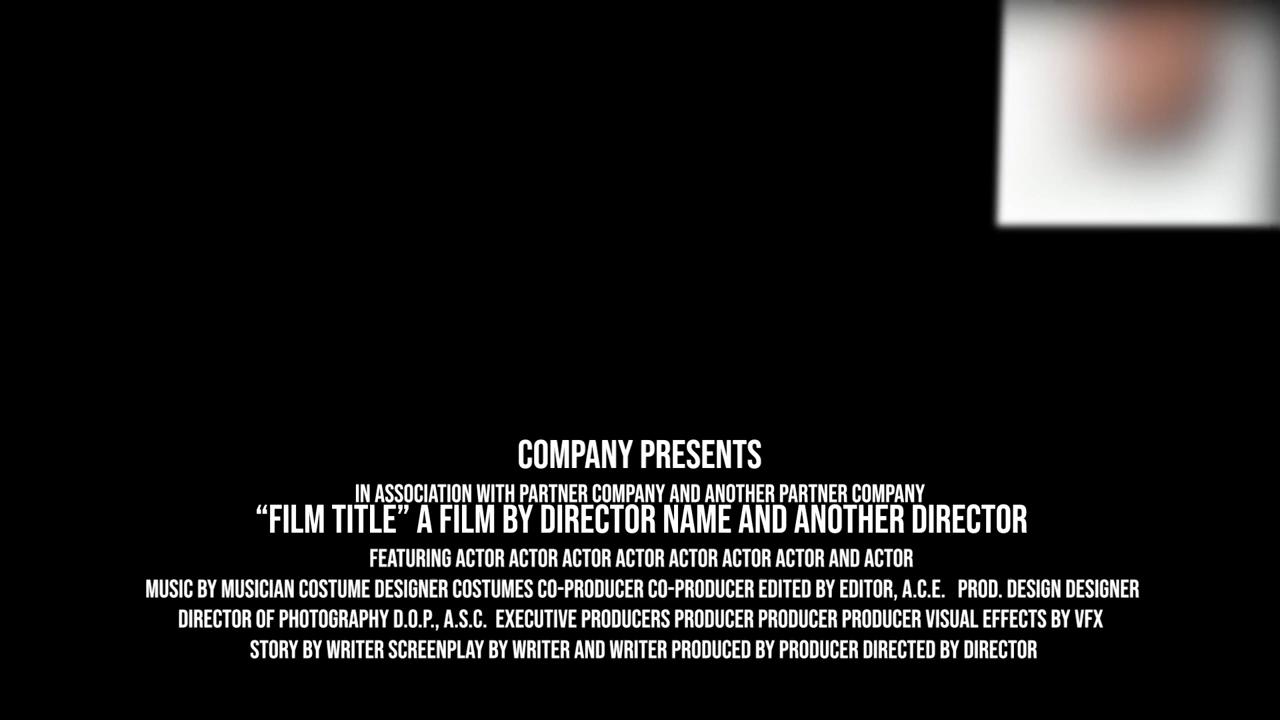 COMPANY PRESENTS
IN ASSOCIATION WITH PARTNER COMPANY AND ANOTHER PARTNER COMPANY
“FILM TITLE” A FILM BY DIRECTOR NAME AND ANOTHER DIRECTOR
FEATURING ACTOR ACTOR ACTOR ACTOR ACTOR ACTOR ACTOR AND ACTOR
MUSIC BY MUSICIAN COSTUME DESIGNER COSTUMES CO-PRODUCER CO-PRODUCER EDITED BY EDITOR, A.C.E. PROD. DESIGN DESIGNER
DIRECTOR OF PHOTOGRAPHY D.O.P., A.S.C. EXECUTIVE PRODUCERS PRODUCER PRODUCER PRODUCER VISUAL EFFECTS BY VFX
STORY BY WRITER SCREENPLAY BY WRITER AND WRITER PRODUCED BY PRODUCER DIRECTED BY DIRECTOR